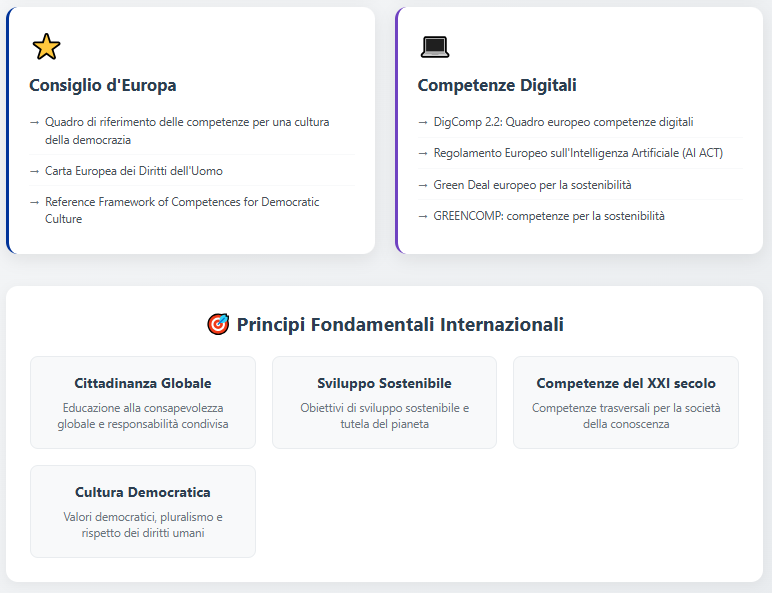 Consiglio d'Europa
→ Quadro di riferimento delle competenze per una cultura
della democrazia
→ Carta Europea dei Diritti dell'Uomo
→ Reference Framework of Competences for Democratic
Culture
Competenze Digitali
→ DigComp 2.2: Quadro europeo competenze digitali
→ Regolamento Europeo sull'Intelligenza Artificiale (AI ACT)
→ Green Deal europeo per la sostenibilità
→ GREENCOMP: competenze per la sostenibilità
Principi Fondamentali Internazionali
Cittadinanza Globale
Educazione alla consapevolezza
globale e responsabilità condivisa
Sviluppo Sostenibile
Obiettivi di sviluppo sostenibile e
tutela del pianeta
Competenze del XXI secolo
Competenze trasversali per la società
della conoscenza
Cultura Democratica
Valori democratici, pluralismo e
rispetto dei diritti umani